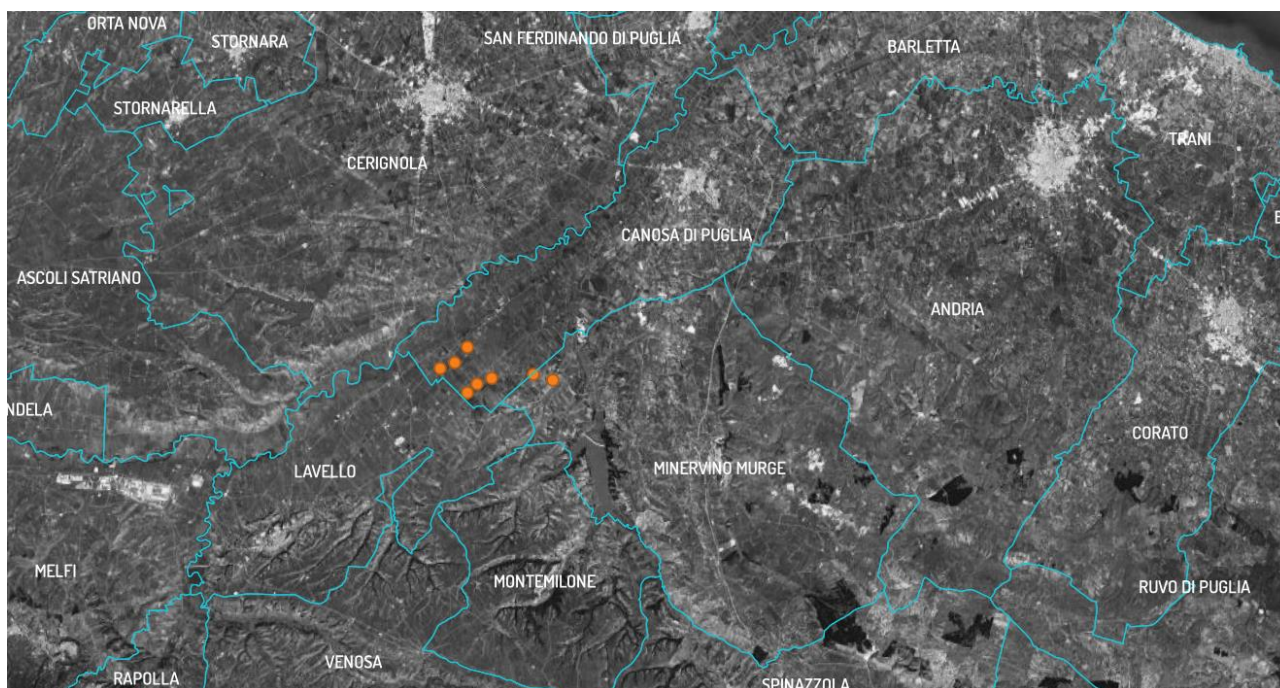 ORTA NOVA
STORNARA
SAN FERDINANDO DI PUGLIA
BARLETTA
STORNARELLA
CERIGNOLA
TRANI
CANOSA DI PUGLIA
ASCOLI SATRIANO
ANDRIA
NDELA
CORATO
LAVELLO
MINERVINO MURGE
MELFI
MONTEMILONE
RUVO DI PUGLIA
VENOSA
RAPOLLA
SPINAZZOLA